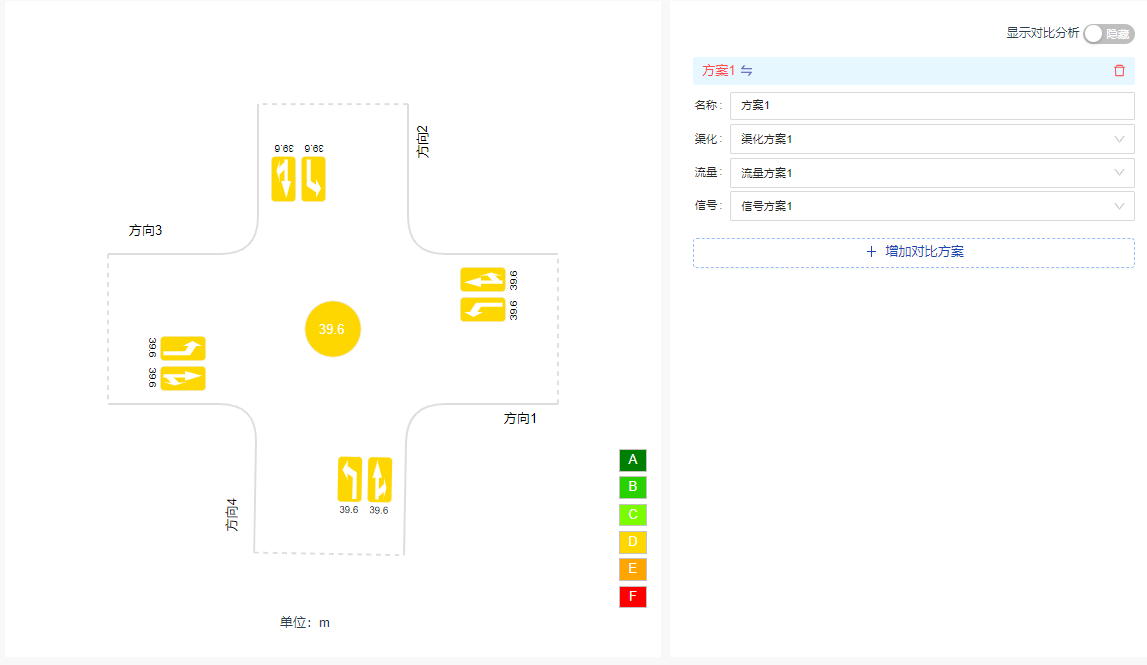 方向2
39.6 39.6
方向3
39.6
39.6
39.6
39.6
39.6
方向1
方向4
39.6 39.6
A
B
C
D
E
F
单位：m
显示对比分析 隐藏
方案1
名称： 方案1
渠化： 渠化方案1
流量： 流量方案1
信号： 信号方案1
+ 增加对比方案